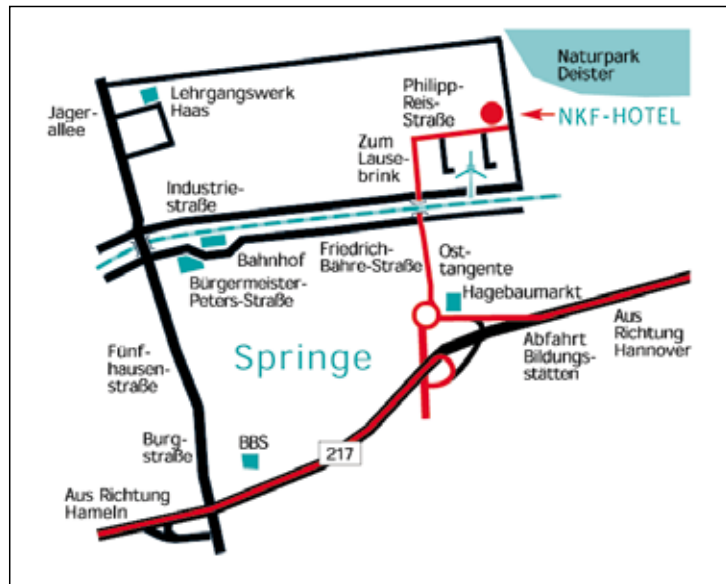 Naturpark
Deister
Lehrgangswerk
Haas
Jäger-
allee
Philipp-
Reis-
Straße
NKF-HOTEL
Zum
Lause-
brink
Industrie-
straße
Bahnhof
Bürgermeister-
Peters-Straße
Friedrich-
Bähre-Straße
Ost-
tangente
Hagebaumarkt
Aus
Richtung
Hannover
Abfahrt
Bildungs-
stätten
Springe
Fünf-
hausen-
straße
Burg-
straße
BBS
217
Aus Richtung
Hameln